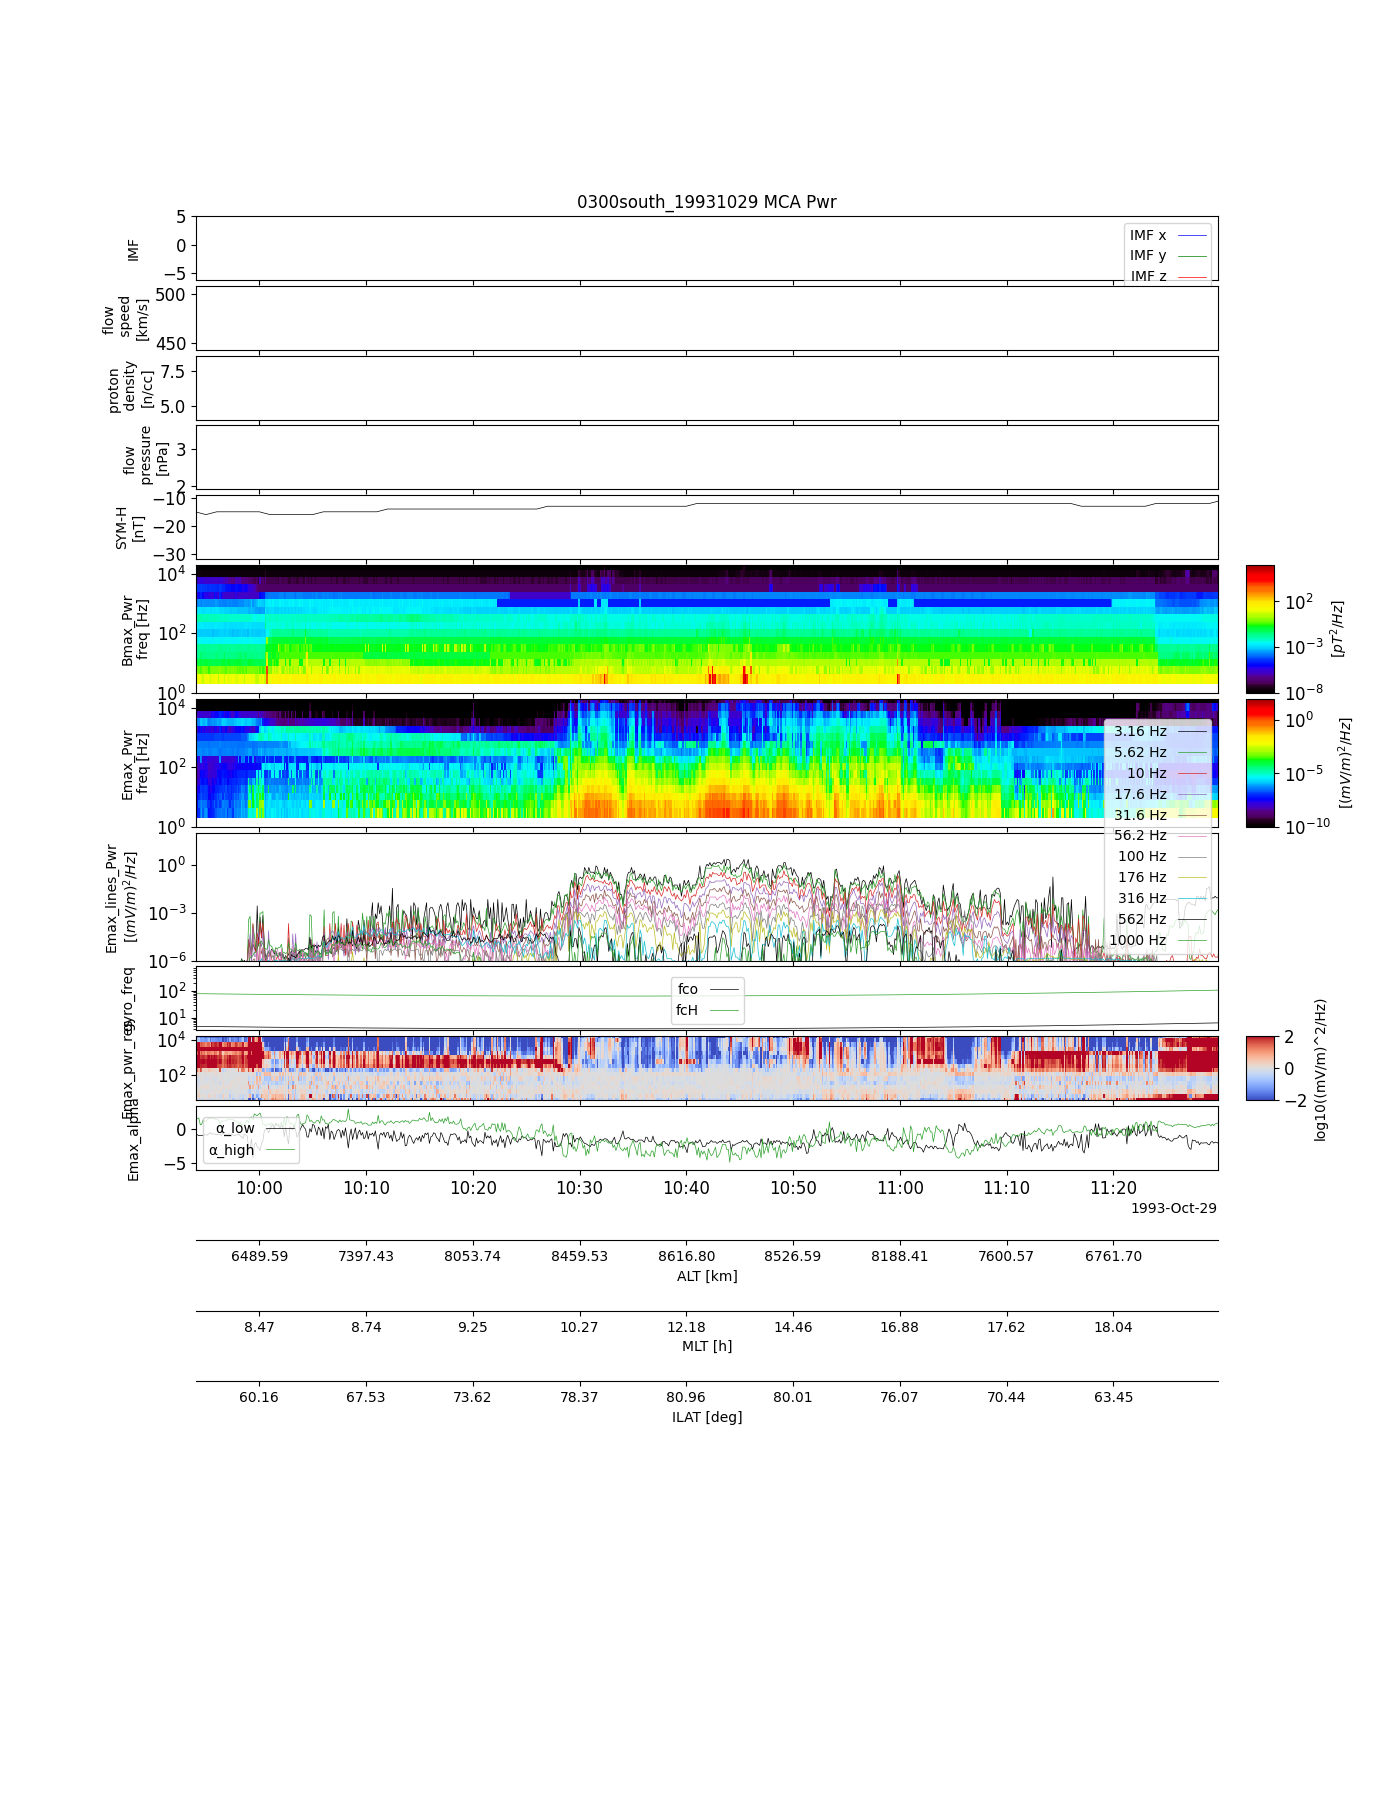 0300south_19931029 MCA Pwr
5
0
−5
IMF
IMF x
IMF y
IMF z
500
450
flow
speed
[km/s]
7.5
5.0
proton
density
[n/cc]
3
2
flow
pressure
[nPa]
−10
−20
−30
SYM-H
[nT]
10^4
10^2
10^0
Bmax_Pwr
freq [Hz]
10^2
10^−3
10^−8
[pT^2/Hz]
10^4
10^2
10^0
Emax_Pwr
freq [Hz]
10^0
10^−5
10^−10
[(mV/m)^2/Hz]
3.16 Hz
5.62 Hz
10 Hz
17.6 Hz
31.6 Hz
56.2 Hz
100 Hz
176 Hz
316 Hz
562 Hz
1000 Hz
10^0
10^−3
10^−6
Emax_lines_Pwr
[(mV/m)^2/Hz]
10^2
10^1
gyro_freq
fco
fcH
10^4
10^2
Emax_pwr_reg
2
0
−2
log10((mV/m)^2/Hz)
0
−5
Emax_alpha
α_low
α_high
10:00 10:10 10:20 10:30 10:40 10:50 11:00 11:10 11:20
1993-Oct-29
6489.59 7397.43 8053.74 8459.53 8616.80 8526.59 8188.41 7600.57 6761.70
ALT [km]
8.47 8.74 9.25 10.27 12.18 14.46 16.88 17.62 18.04
MLT [h]
60.16 67.53 73.62 78.37 80.96 80.01 76.07 70.44 63.45
ILAT [deg]